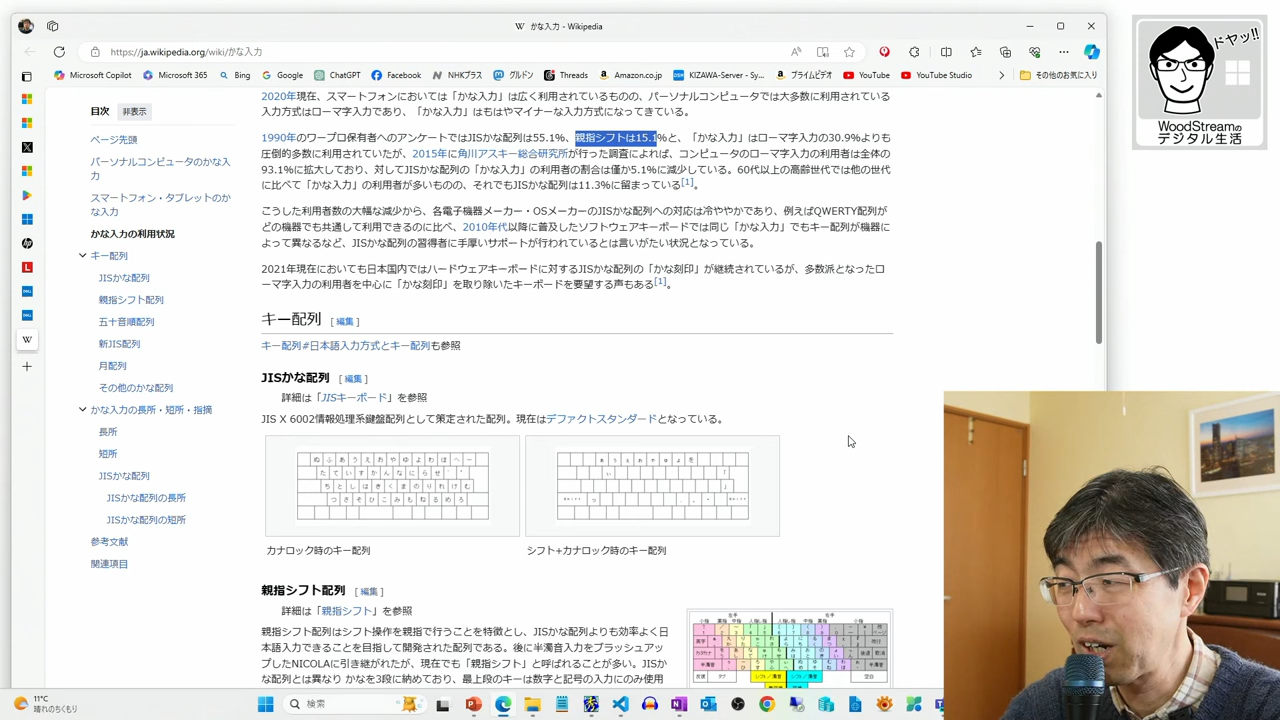 かな入力 - Wikipedia
https://ja.wikipedia.org/wiki/かな入力
Microsoft Copilot
Microsoft 365
Bing
Google
ChatGPT
Facebook
NHKプラス
グルドン
Threads
Amazon.co.jp
KIZAWA-Server - Sy...
プライムビデオ
YouTube
YouTube Studio
その他のお気に入り
目次 非表示
ページ先頭
パーソナルコンピュータのかな入
力
スマートフォン・タブレットのか
な入力
かな入力の利用状況
キー配列
JISかな配列
親指シフト配列
五十音順配列
新JIS配列
月配列
その他のかな配列
かな入力の長所・短所・指摘
長所
短所
JISかな配列
JISかな配列の長所
JISかな配列の短所
参考文献
関連項目
2020年現在、スマートフォンにおいては「かな入力」は広く利用されているものの、パーソナルコンピュータでは大多数に利用されている
入力方式はローマ字入力であり、「かな入力」はもはやマイナーな入力方式になってきている。
1990年のワープロ保有者へのアンケートではJISかな配列は55.1%、親指シフトは15.1%と、「かな入力」はローマ字入力の30.9%よりも
圧倒的多数に利用されていたが、2015年に角川アスキー総合研究所が行った調査によれば、コンピュータのローマ字入力の利用者は全体の
93.1%に拡大しており、対してJISかな配列の「かな入力」の利用者の割合は僅か5.1%に減少している。60代以上の高齢世代では他の世代
に比べて「かな入力」の利用者が多いものの、それでもJISかな配列は11.3%に留まっている[1]。
こうした利用者数の大幅な減少から、各電子機器メーカー・OSメーカーのJISかな配列への対応は冷ややかであり、例えばQWERTY配列が
どの機器でも共通して利用できるのに比べ、2010年代以降に普及したソフトウェアキーボードでは同じ「かな入力」でもキー配列が機器に
よって異なるなど、JISかな配列の習得者に手厚いサポートが行われているとは言いがたい状況となっている。
2021年現在においても日本国内ではハードウェアキーボードに対するJISかな配列の「かな刻印」が継続されているが、多数派となったロ
ーマ字入力の利用者を中心に「かな刻印」を取り除いたキーボードを要望する声もある[1]。
キー配列 [編集]
キー配列#日本語入力方式とキー配列も参照
JISかな配列 [編集]
詳細は「JISキーボード」を参照
JIS X 6002情報処理系鍵盤配列として策定された配列。現在はデファクトスタンダードとなっている。
カナロック時のキー配列
シフト+カナロック時のキー配列
親指シフト配列 [編集]
詳細は「親指シフト」を参照
親指シフト配列はシフト操作を親指で行うことを特徴とし、JISかな配列よりも効率よく日
本語入力できることを目指して開発された配列である。後に半濁音入力をブラッシュアッ
プしたNICOLAに引き継がれたが、現在でも「親指シフト」と呼ばれることが多い。JISか
な配列とは異なり かなを3段に納めており、最上段のキーは数字と記号の入力にのみ使用
ドヤッ!!
WoodStreamの
デジタル生活
11°C
晴れのちくもり
検索